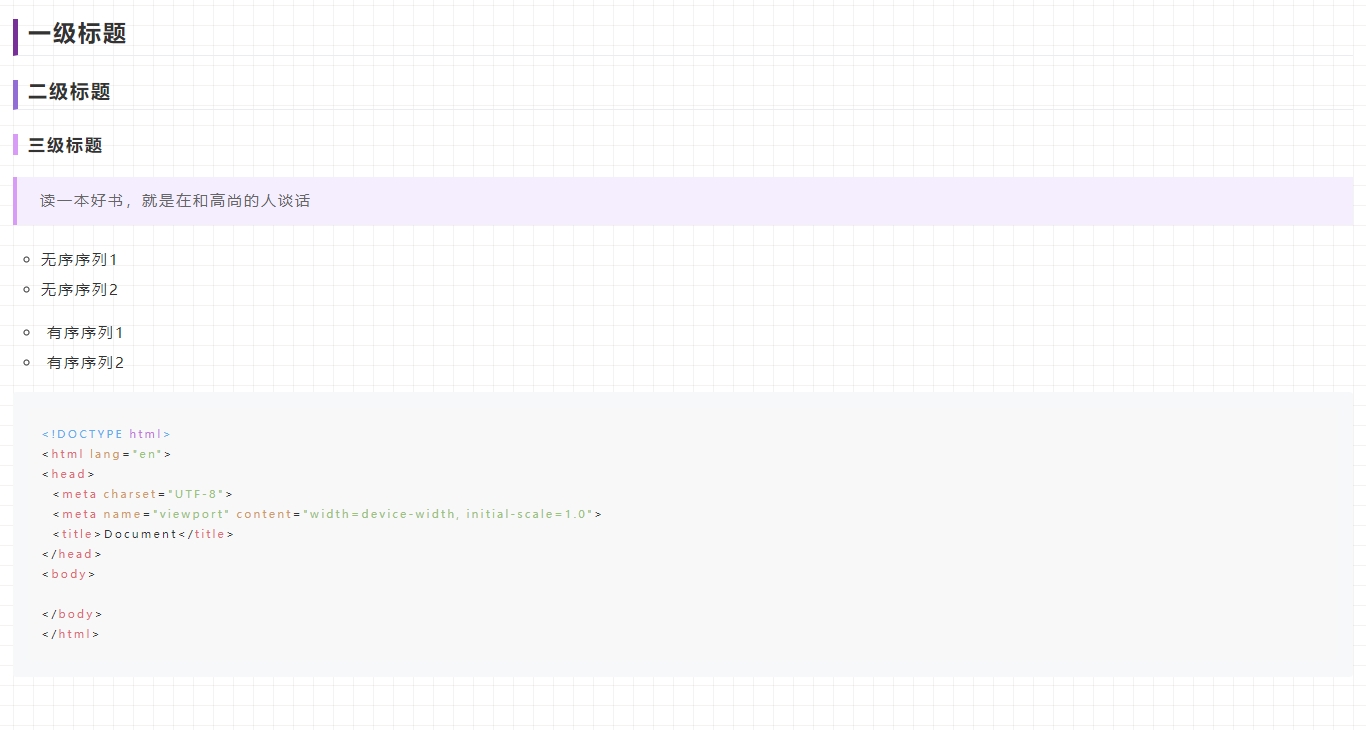 一级标题
二级标题
三级标题
读一本好书，就是在和高尚的人谈话
无序序列1
无序序列2
有序序列1
有序序列2
<!DOCTYPE html>
<html lang="en">
<head>
  <meta charset="UTF-8">
  <meta name="viewport" content="width=device-width, initial-scale=1.0">
  <title>Document</title>
</head>
<body>

</body>
</html>